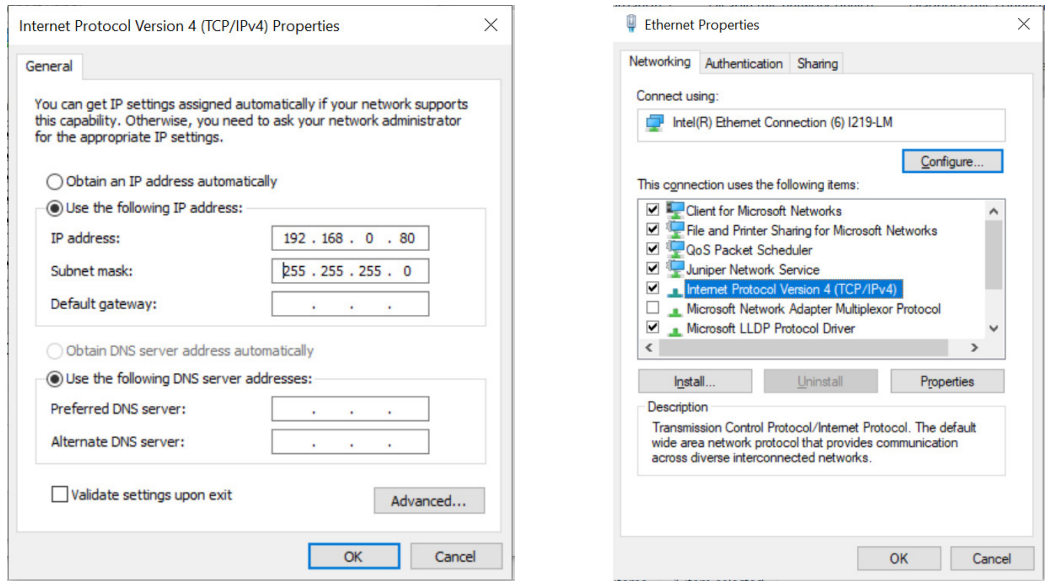 Internet Protocol Version 4 (TCP/IPv4) Properties
General
You can get IP settings assigned automatically if your network supports
this capability. Otherwise, you need to ask your network administrator
for the appropriate IP settings.
Obtain an IP address automatically
Use the following IP address:
IP address: 192 . 168 . 0 . 80
Subnet mask: 255 . 255 . 255 . 0
Default gateway: . . .
Obtain DNS server address automatically
Use the following DNS server addresses:
Preferred DNS server: . . .
Alternate DNS server: . . .
Validate settings upon exit
Advanced...
OK Cancel
Ethernet Properties
Networking Authentication Sharing
Connect using:
Intel(R) Ethernet Connection (6) I219-LM
Configure...
This connection uses the following items:
Client for Microsoft Networks
File and Printer Sharing for Microsoft Networks
QoS Packet Scheduler
Juniper Network Service
Internet Protocol Version 4 (TCP/IPv4)
Microsoft Network Adapter Multiplexor Protocol
Microsoft LLDP Protocol Driver
Install... Uninstall Properties
Description
Transmission Control Protocol/Internet Protocol. The default
wide area network protocol that provides communication
across diverse interconnected networks.
OK Cancel